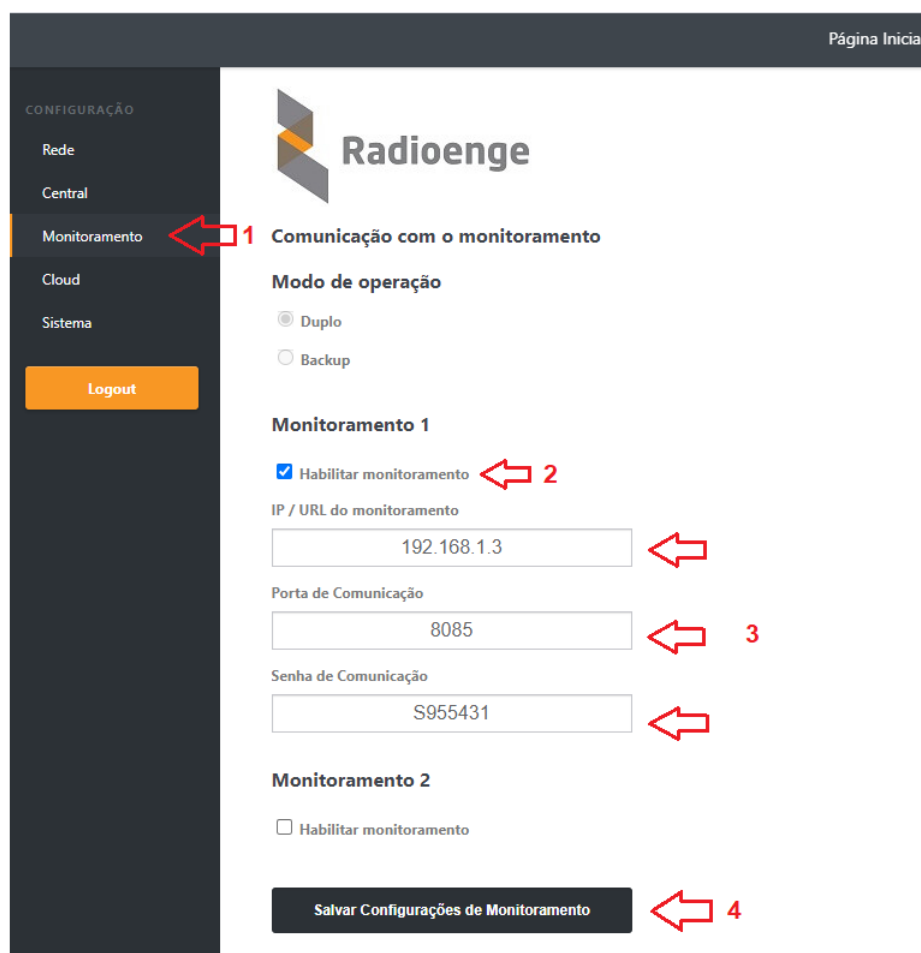 Página Inicia
CONFIGURAÇÃO
Rede
Central
Monitoramento
Cloud
Sistema
Logout
Radioenge
1
Comunicação com o monitoramento
Modo de operação
Duplo
Backup
Monitoramento 1
Habilitar monitoramento
2
IP / URL do monitoramento
192.168.1.3
Porta de Comunicação
8085
3
Senha de Comunicação
S955431
Monitoramento 2
Habilitar monitoramento
Salvar Configurações de Monitoramento
4